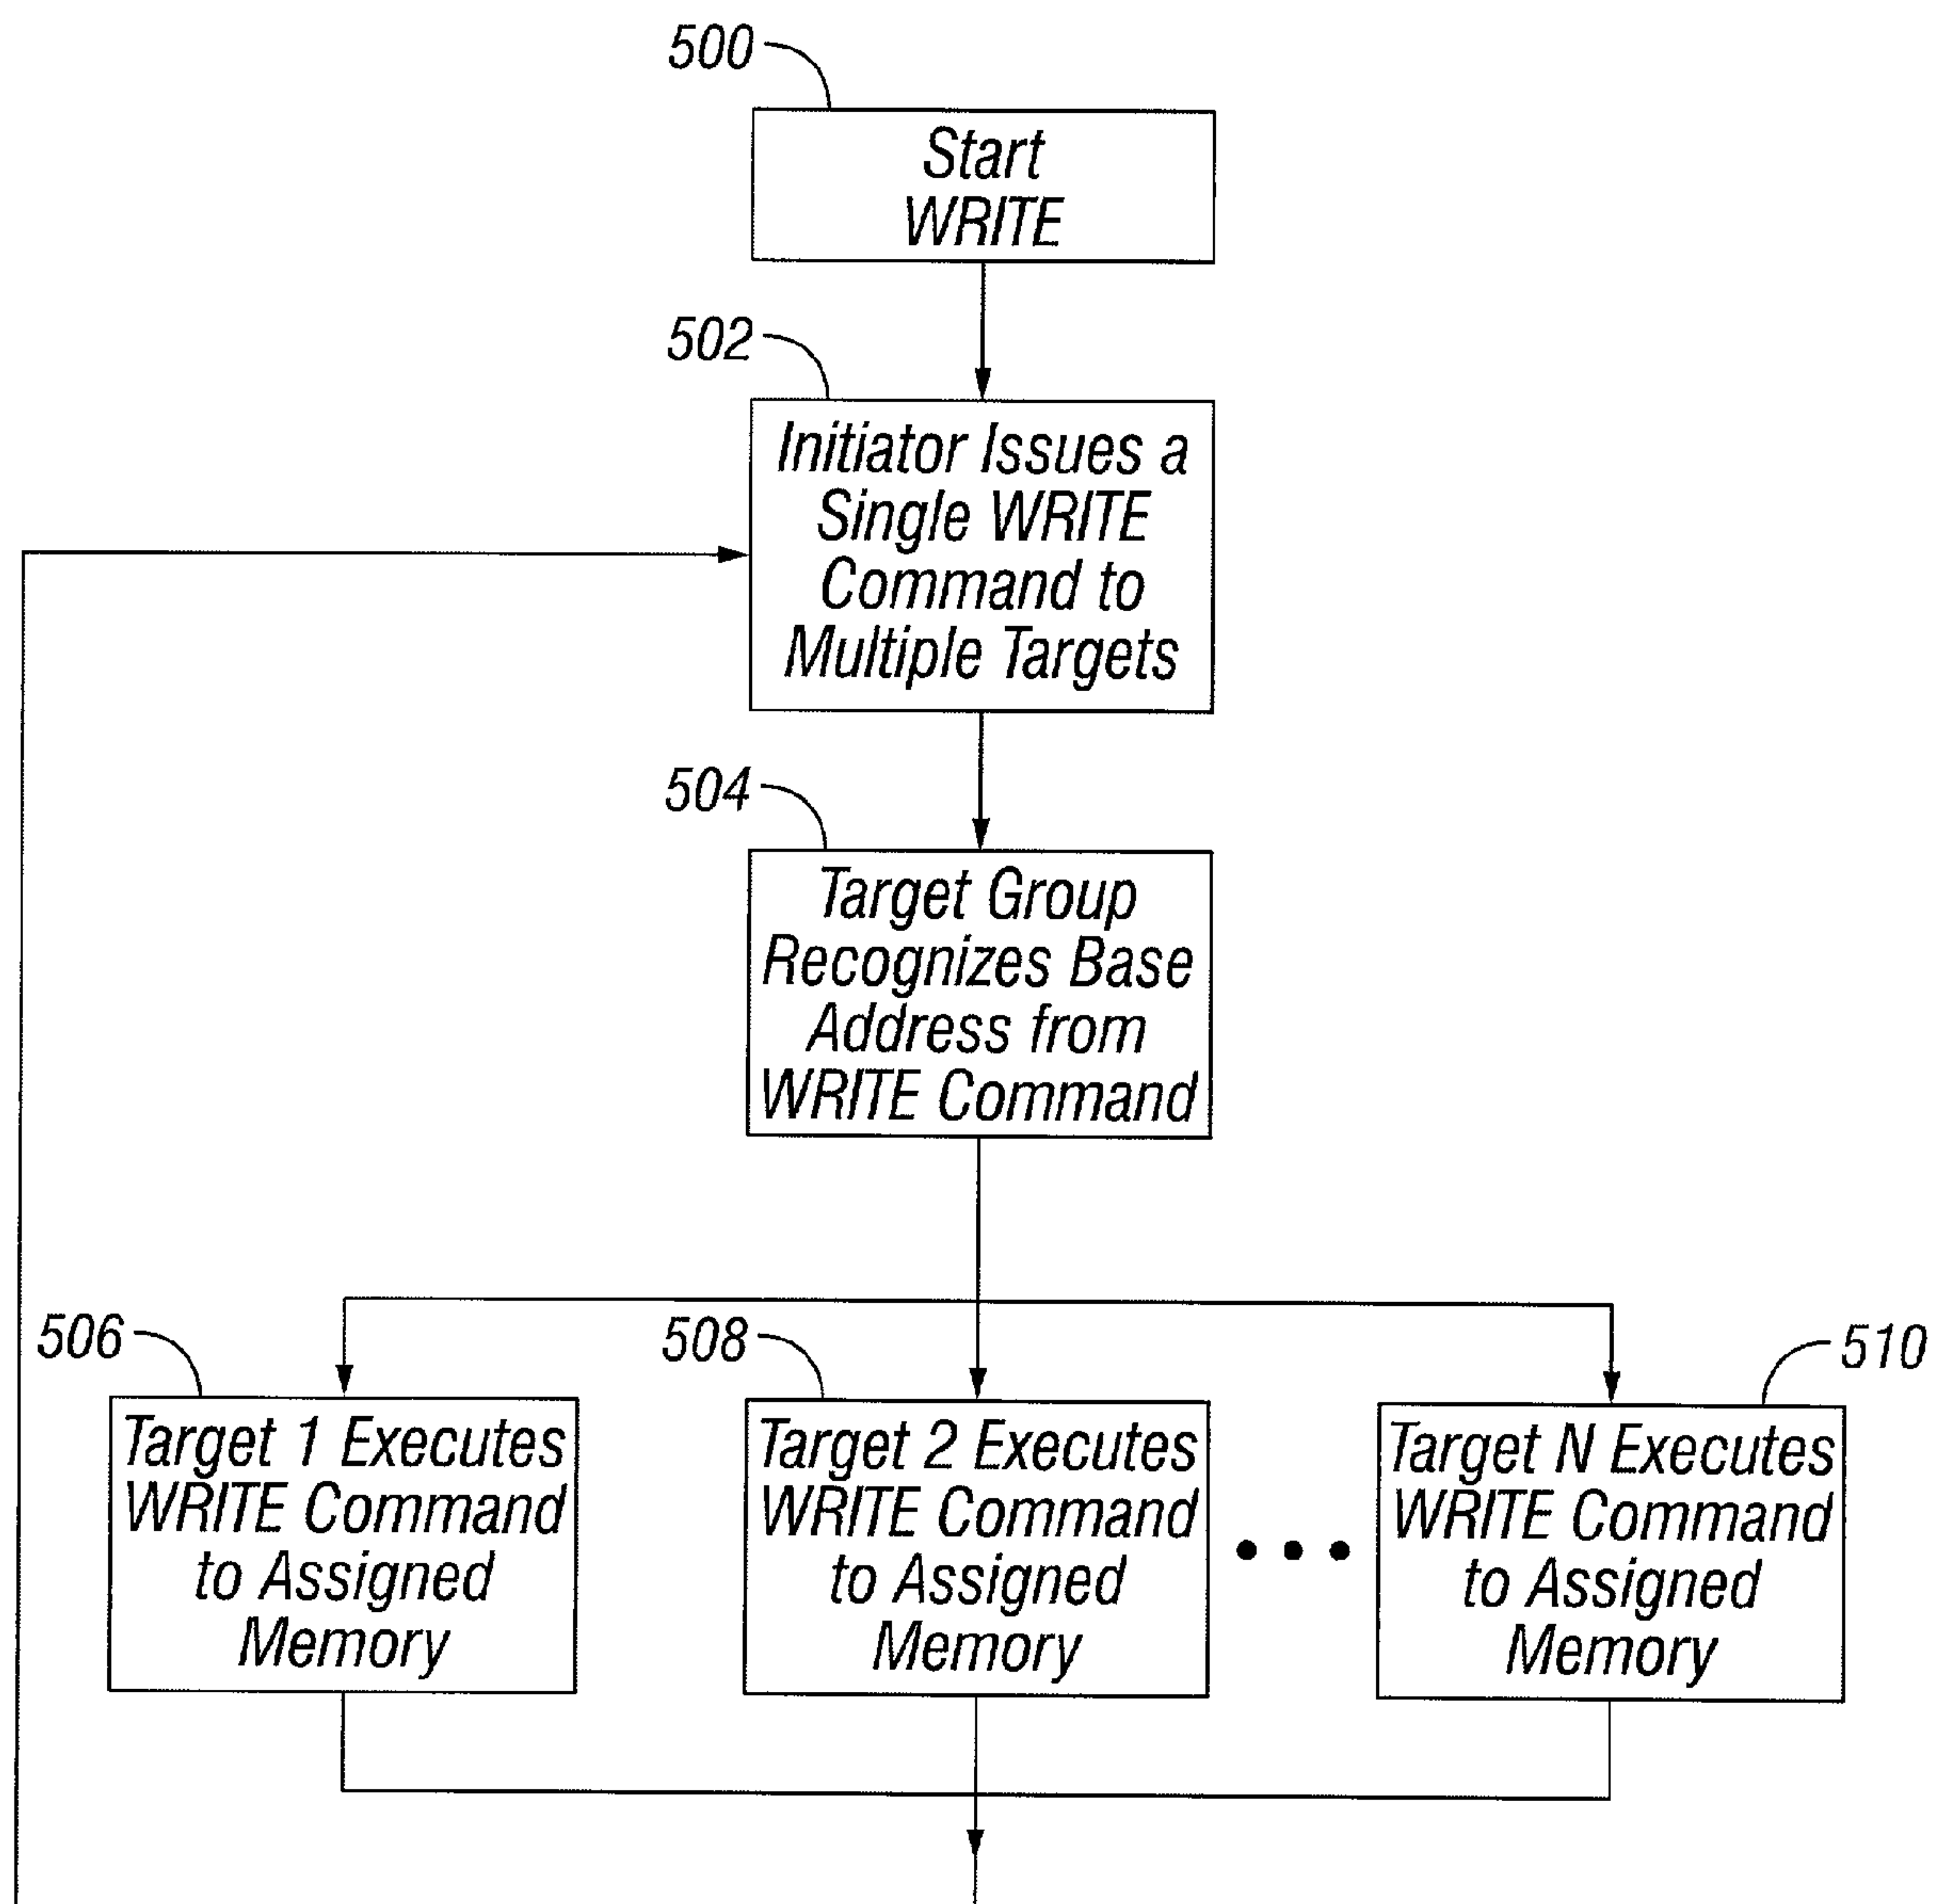 500
Start
WRITE
502
Initiator Issues a
Single WRITE
Command to
Multiple Targets
504
Target Group
Recognizes Base
Address from
WRITE Command
506
Target 1 Executes
WRITE Command
to Assigned
Memory
508
Target 2 Executes
WRITE Command
to Assigned
Memory
510
Target N Executes
WRITE Command
to Assigned
Memory